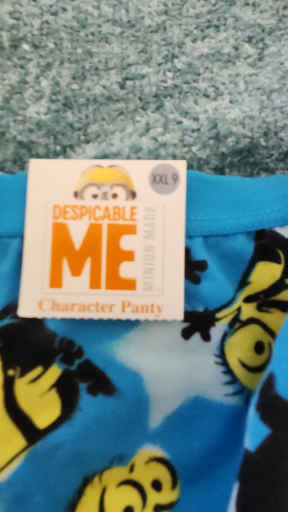 XXL 9
DESPICABLE
ME
MINION MADE
Character Panty